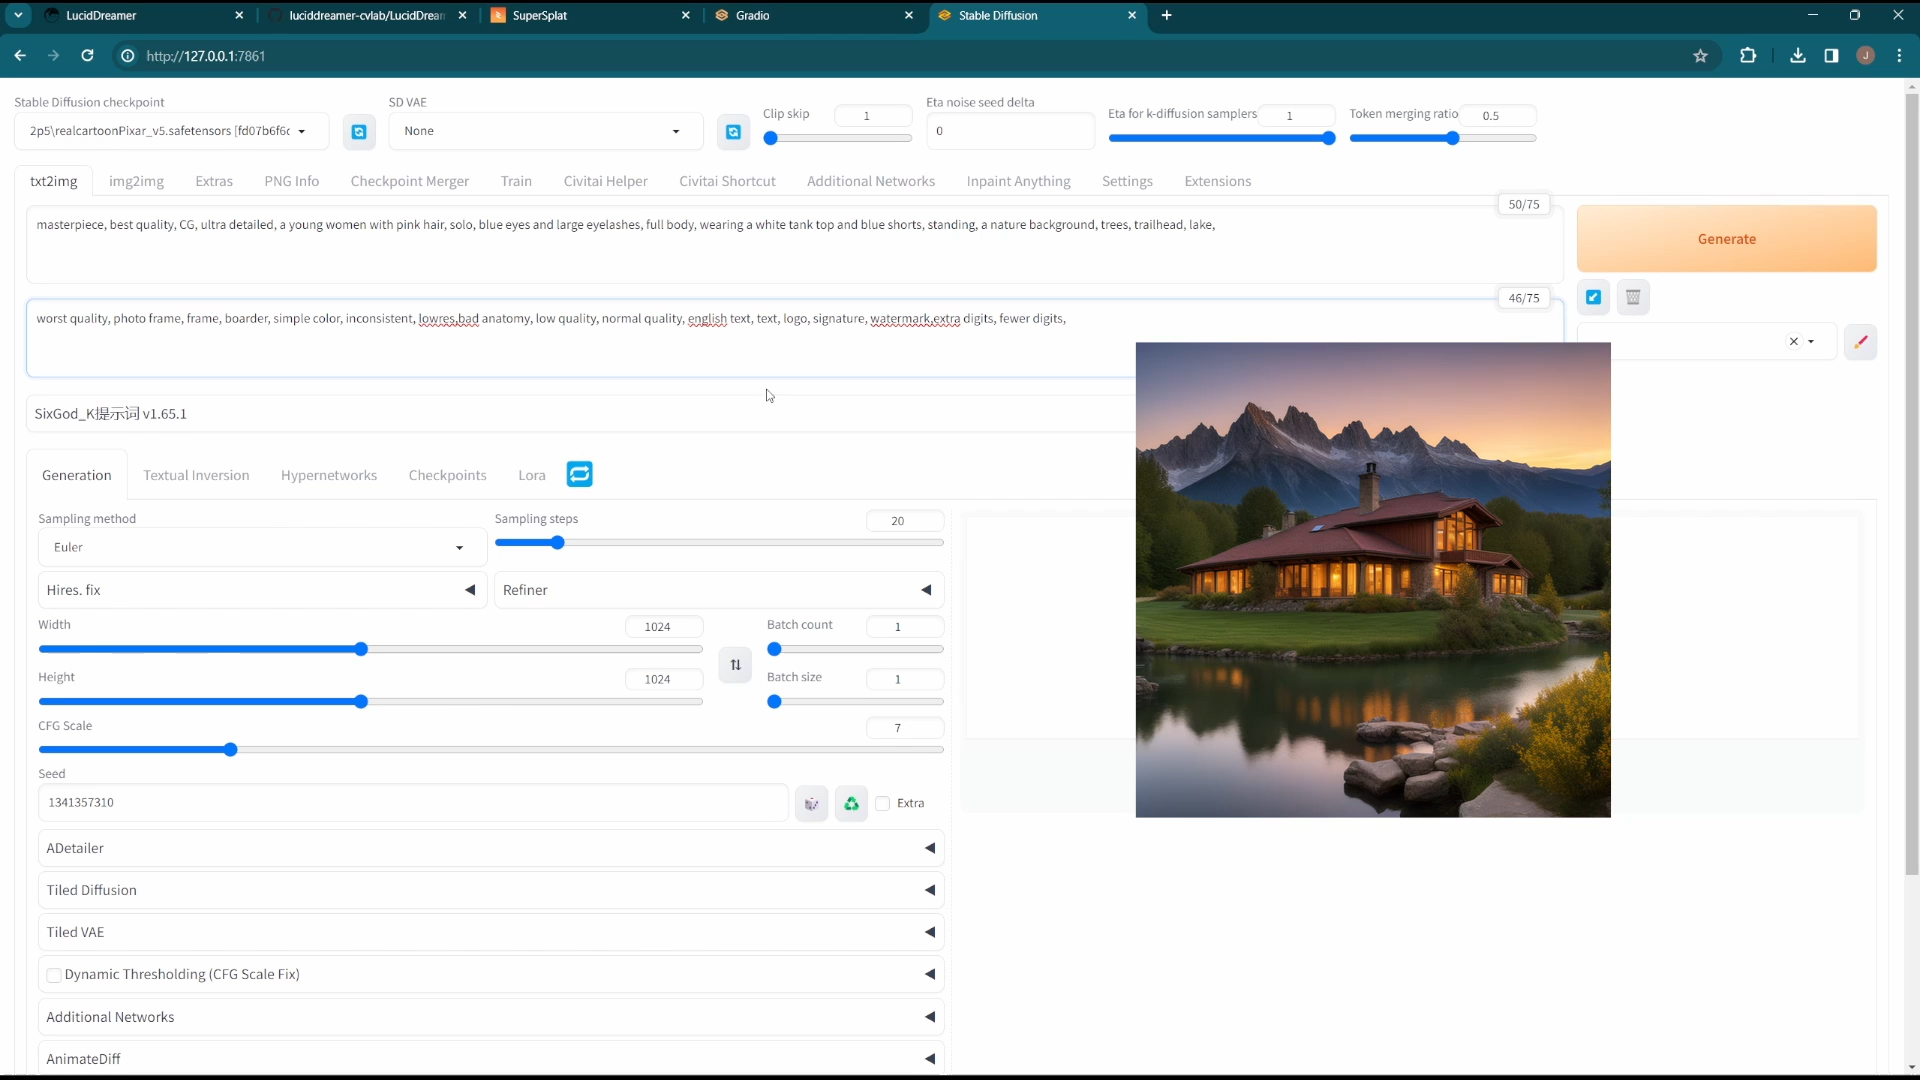 LucidDreamer
luciddreamer-cvlab/LucidDrean
SuperSplat
Gradio
Stable Diffusion
http://127.0.0.1:7861
J
Stable Diffusion checkpoint
2p5\realcartoonPixar_v5.safetensors [fd07b6f6c
SD VAE
None
Clip skip
1
Eta noise seed delta
0
Eta for k-diffusion samplers
1
Token merging ratio
0.5
txt2img
img2img
Extras
PNG Info
Checkpoint Merger
Train
Civitai Helper
Civitai Shortcut
Additional Networks
Inpaint Anything
Settings
Extensions
50/75
masterpiece, best quality, CG, ultra detailed, a young women with pink hair, solo, blue eyes and large eyelashes, full body, wearing a white tank top and blue shorts, standing, a nature background, trees, trailhead, lake,
Generate
46/75
worst quality, photo frame, frame, boarder, simple color, inconsistent, lowres,bad anatomy, low quality, normal quality, english text, text, logo, signature, watermark,extra digits, fewer digits,
SixGod_K提示词 v1.65.1
Generation
Textual Inversion
Hypernetworks
Checkpoints
Lora
Sampling method
Euler
Sampling steps
20
Hires. fix
Refiner
Width
1024
Batch count
1
Height
1024
Batch size
1
CFG Scale
7
Seed
1341357310
Extra
ADetailer
Tiled Diffusion
Tiled VAE
Dynamic Thresholding (CFG Scale Fix)
Additional Networks
AnimateDiff